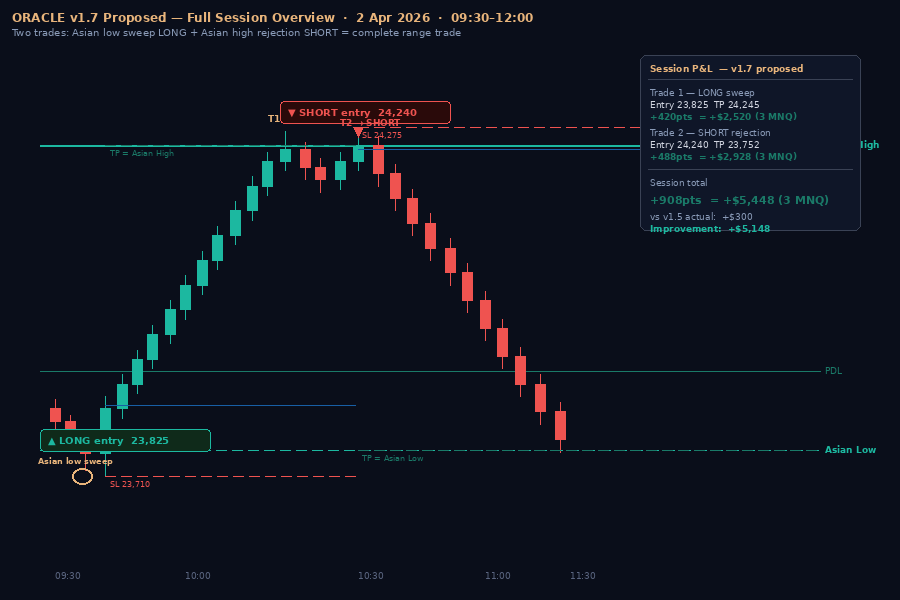 ORACLE v1.7 Proposed — Full Session Overview · 2 Apr 2026 · 09:30–12:00
Two trades: Asian low sweep LONG + Asian high rejection SHORT = complete range trade
Session P&L — v1.7 proposed
Trade 1 — LONG sweep
Entry 23,825 TP 24,245
+420pts = +$2,520 (3 MNQ)
Trade 2 — SHORT rejection
Entry 24,240 TP 23,752
+488pts = +$2,928 (3 MNQ)
Session total
+908pts = +$5,448 (3 MNQ)
vs v1.5 actual: +$300
Improvement: +$5,148
▼ SHORT entry 24,240
T1
T2 → SHORT
SL 24,275
TP = Asian High
PDL
▲ LONG entry 23,825
Asian Low
TP = Asian Low
Asian low sweep
SL 23,710
09:30 10:00 10:30 11:00 11:30